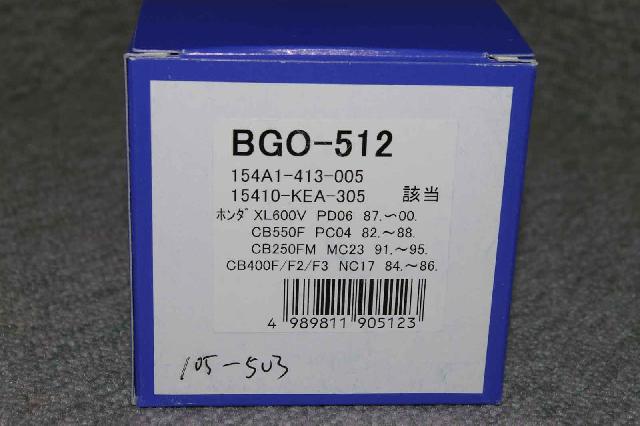 BGO-512
154A1-413-005
15410-KEA-305 該当
ホンダ XL600V PD06 87.～00.
CB550F PC04 82.～88.
CB250FM MC23 91.～95.
CB400F/F2/F3 NC17 84.～86.
4 989811 905123
105-503